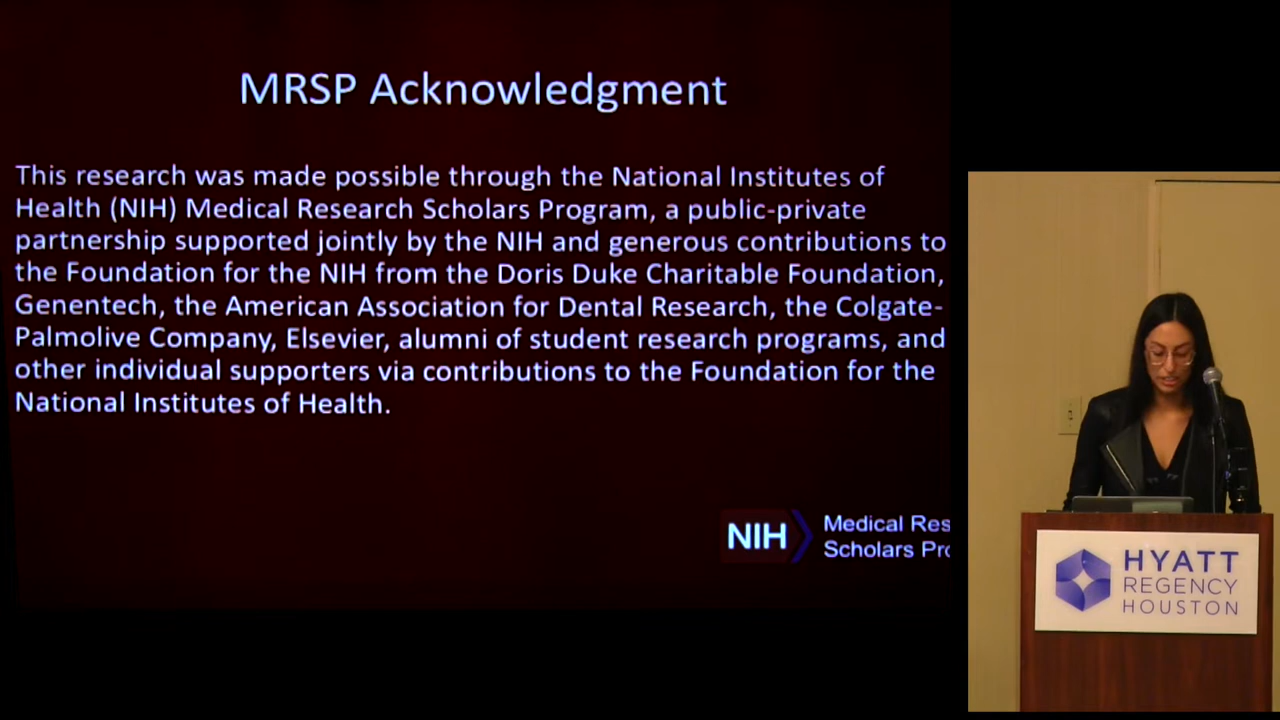 MRSP Acknowledgment
This research was made possible through the National Institutes of
Health (NIH) Medical Research Scholars Program, a public-private
partnership supported jointly by the NIH and generous contributions to
the Foundation for the NIH from the Doris Duke Charitable Foundation,
Genentech, the American Association for Dental Research, the Colgate-
Palmolive Company, Elsevier, alumni of student research programs, and
other individual supporters via contributions to the Foundation for the
National Institutes of Health.
NIH
Medical Res
Scholars Pro
HYATT
REGENCY
HOUSTON